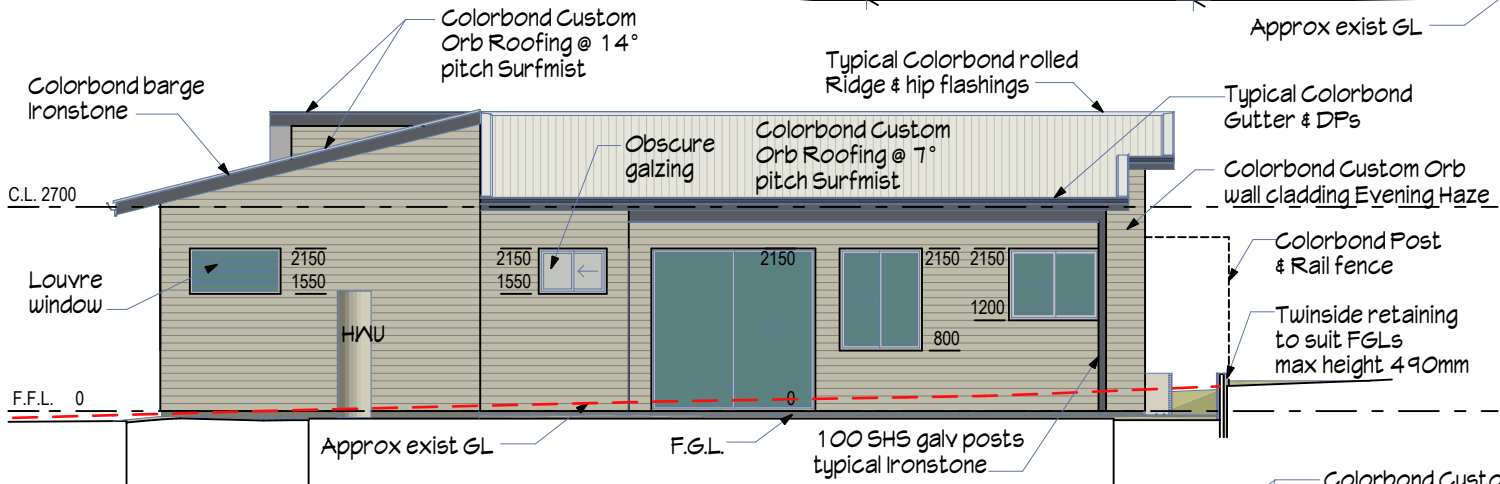 Colorbond Custom
Orb Roofing @ 14°
pitch Surfmist
Approx exist GL
Typical Colorbond rolled
Ridge & hip flashings
Colorbond barge
Ironstone
Typical Colorbond
Gutter & DPs
Obscure
galzing
Colorbond Custom
Orb Roofing @ 7°
pitch Surfmist
Colorbond Custom Orb
wall cladding Evening Haze
C.L. 2700
Colorbond Post
& Rail fence
Louvre
window
2150
1550
2150
1550
2150
2150
2150
1200
800
HWU
Twinside retaining
to suit FGLs
max height 490mm
F.F.L. 0
0
Approx exist GL
F.G.L.
100 SHS galv posts
typical Ironstone